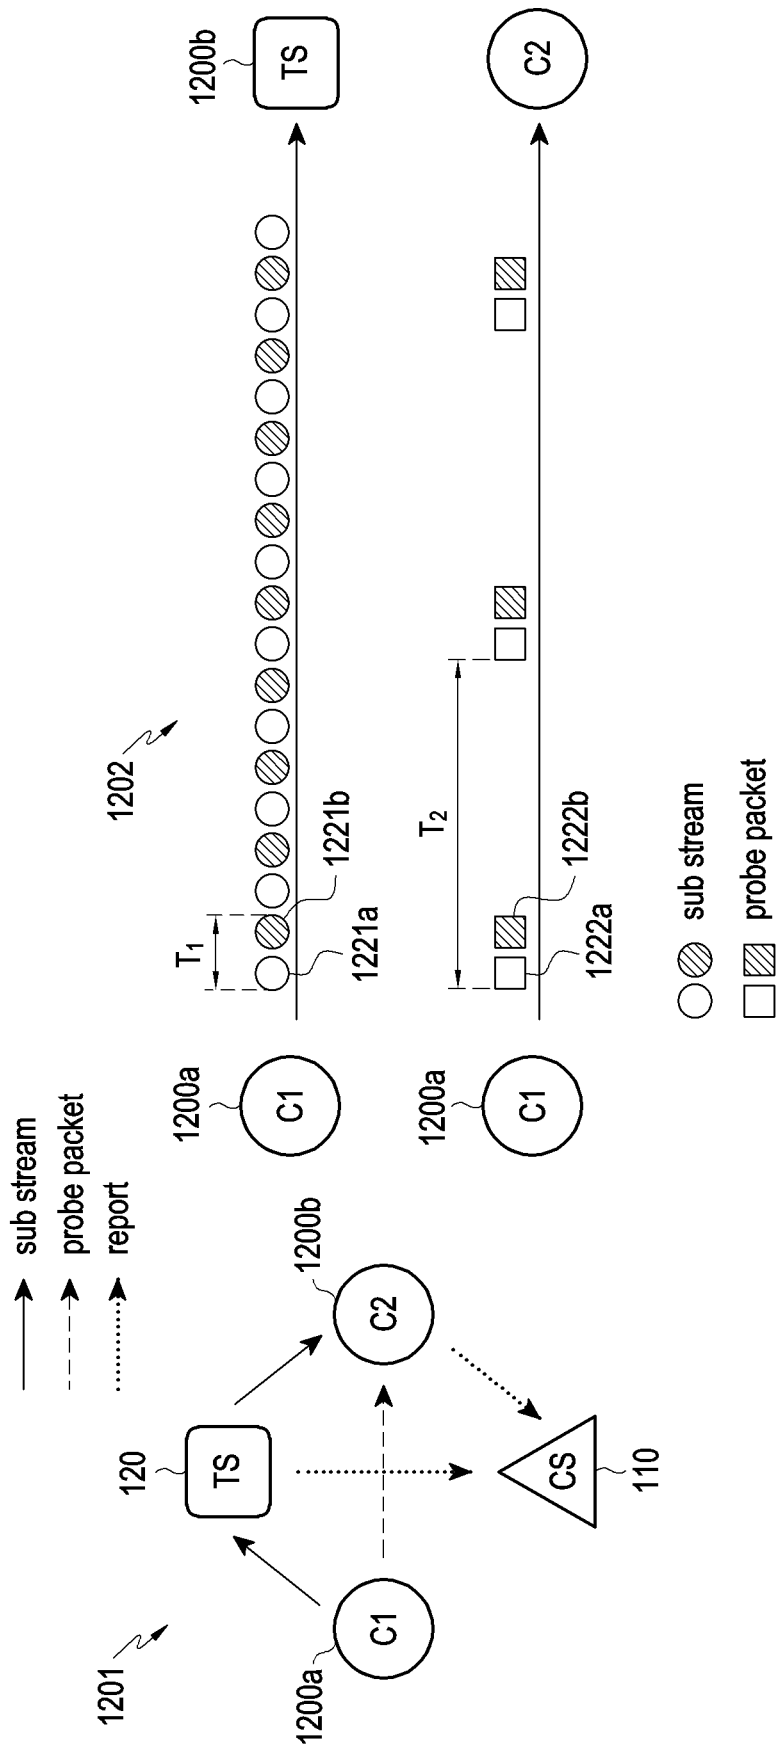 sub stream
probe packet
report
1201
120
TS
1200a
C1
C2
1200b
CS
110
1202
1200a
C1
T1
1221a
1221b
TS
1200b
1200a
C1
T2
1222a
1222b
C2
sub stream
probe packet